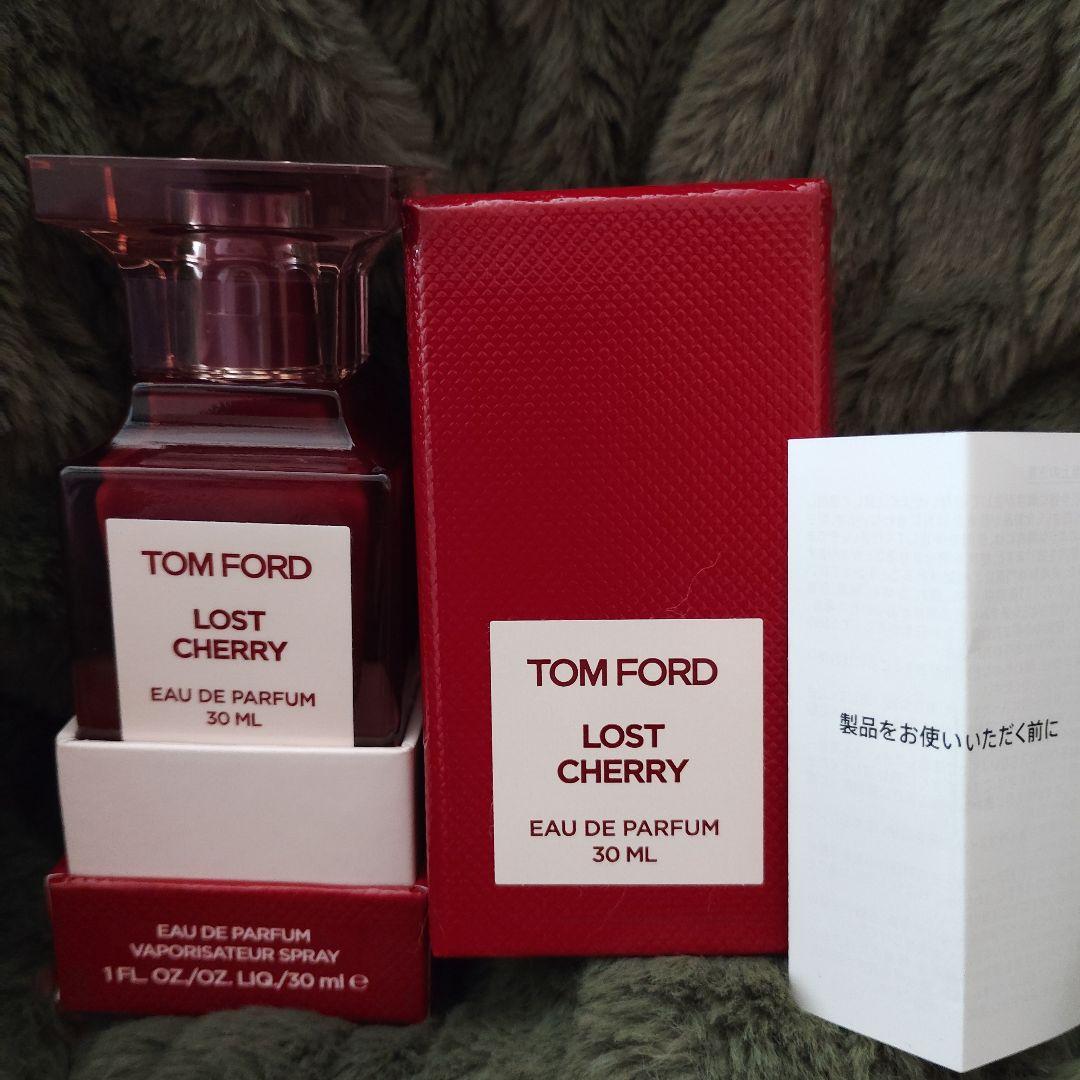 TOM FORD
LOST
CHERRY
EAU DE PARFUM
30 ML
EAU DE PARFUM
VAPORISATEUR SPRAY
1 FL. OZ./OZ. LIQ./30 ml ℮
TOM FORD
LOST
CHERRY
EAU DE PARFUM
30 ML
製品をお使いいただく前に